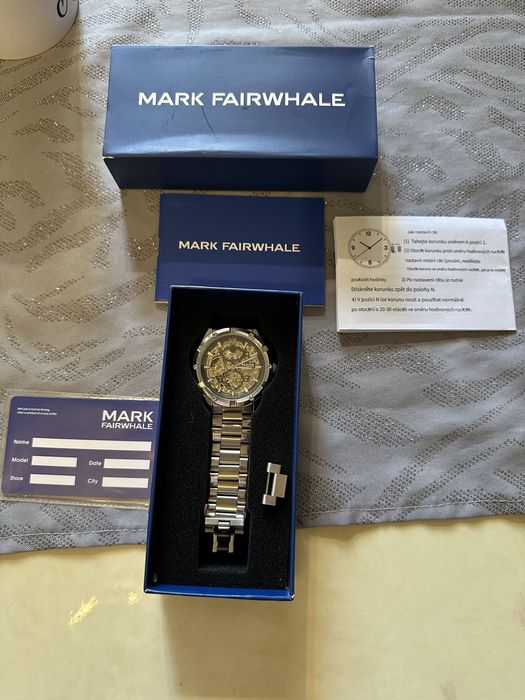 MARK FAIRWHALE
MARK FAIRWHALE
Jak nastavit čas
(1) Tahejte korunku směrem k pozici 1.
(2) Otočte korunku proti směru hodinových ručiček
nastavit místní čas (prosím, nedělejte
Otočte korunu ve směru hodinových ručiček, jak je to možné
poškodit hodinky. 3) Po nastavení času je nutné
Stiskněte korunku zpět do polohy N.
4) V pozici N lze korunu nosit a používat normálně
po otočení o 20-30 otáček ve směru hodinových ručiček.
MARK
FAIRWHALE
Name
Model
Date
Store
City